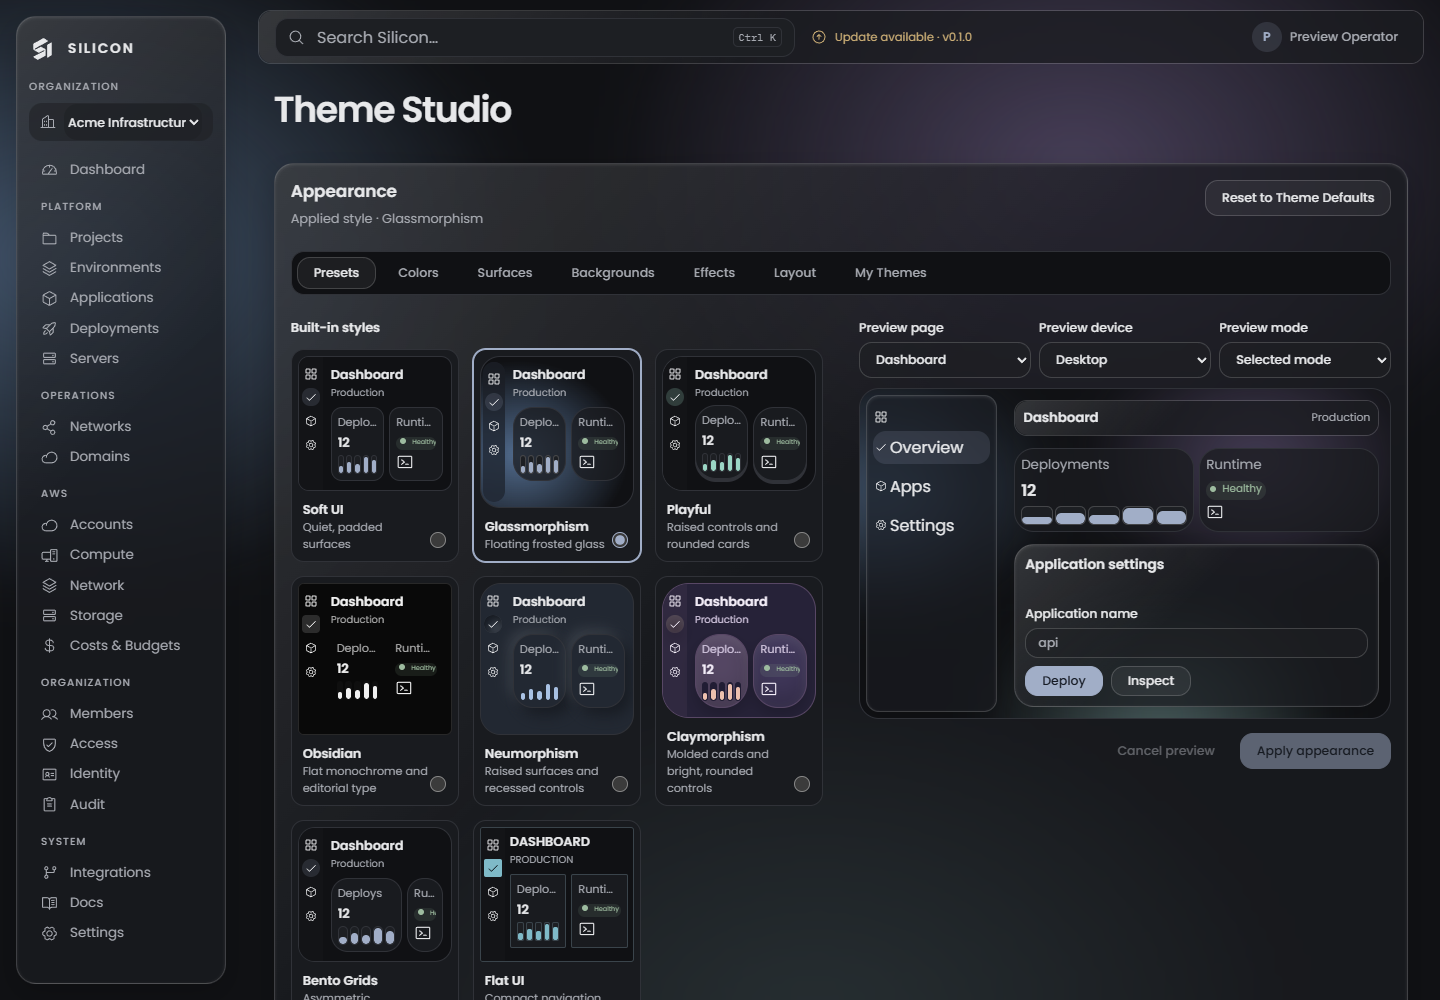 SILICON
ORGANIZATION
Acme Infrastructur
Dashboard
PLATFORM
Projects
Environments
Applications
Deployments
Servers
OPERATIONS
Networks
Domains
AWS
Accounts
Compute
Network
Storage
Costs & Budgets
ORGANIZATION
Members
Access
Identity
Audit
SYSTEM
Integrations
Docs
Settings
Search Silicon...
Ctrl K
Update available · v0.1.0
P
Preview Operator
Theme Studio
Appearance
Applied style · Glassmorphism
Reset to Theme Defaults
Presets
Colors
Surfaces
Backgrounds
Effects
Layout
My Themes
Built-in styles
Dashboard
Production
Deplo...
12
Runti...
Healthy
Soft UI
Quiet, padded
surfaces
Dashboard
Production
Deplo...
12
Runti...
Healthy
Glassmorphism
Floating frosted glass
Dashboard
Production
Deplo...
12
Runti...
Healthy
Playful
Raised controls and
rounded cards
Dashboard
Production
Deplo...
12
Runti...
Healthy
Obsidian
Flat monochrome and
editorial type
Dashboard
Production
Deplo...
12
Runti...
Healthy
Neumorphism
Raised surfaces and
recessed controls
Dashboard
Production
Deplo...
12
Runti...
Healthy
Claymorphism
Molded cards and
bright, rounded
controls
Dashboard
Production
Deploys
12
Ru...
Bento Grids
Asymmetric
DASHBOARD
PRODUCTION
Deplo...
12
Runti...
Healthy
Flat UI
Compact navigation
Preview page
Dashboard
Preview device
Desktop
Preview mode
Selected mode
Overview
Apps
Settings
Dashboard
Production
Deployments
12
Runtime
Healthy
Application settings
Application name
api
Deploy
Inspect
Cancel preview
Apply appearance